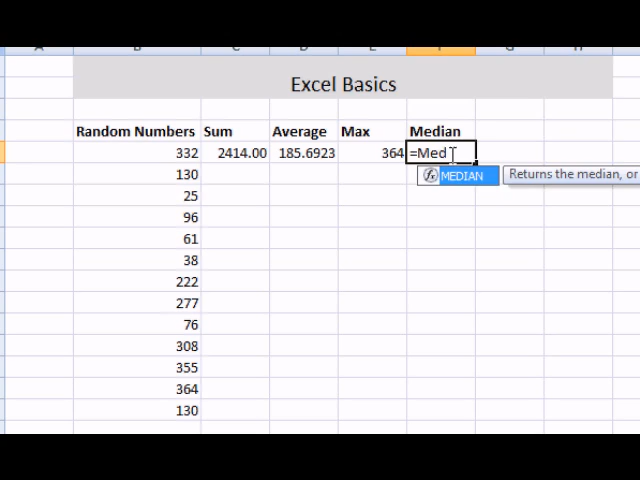 Excel Basics
Random Numbers Sum Average Max Median
332 2414.00 185.6923 364 =Med
130 MEDIAN Returns the median, or
25
96
61
38
222
277
76
308
355
364
130